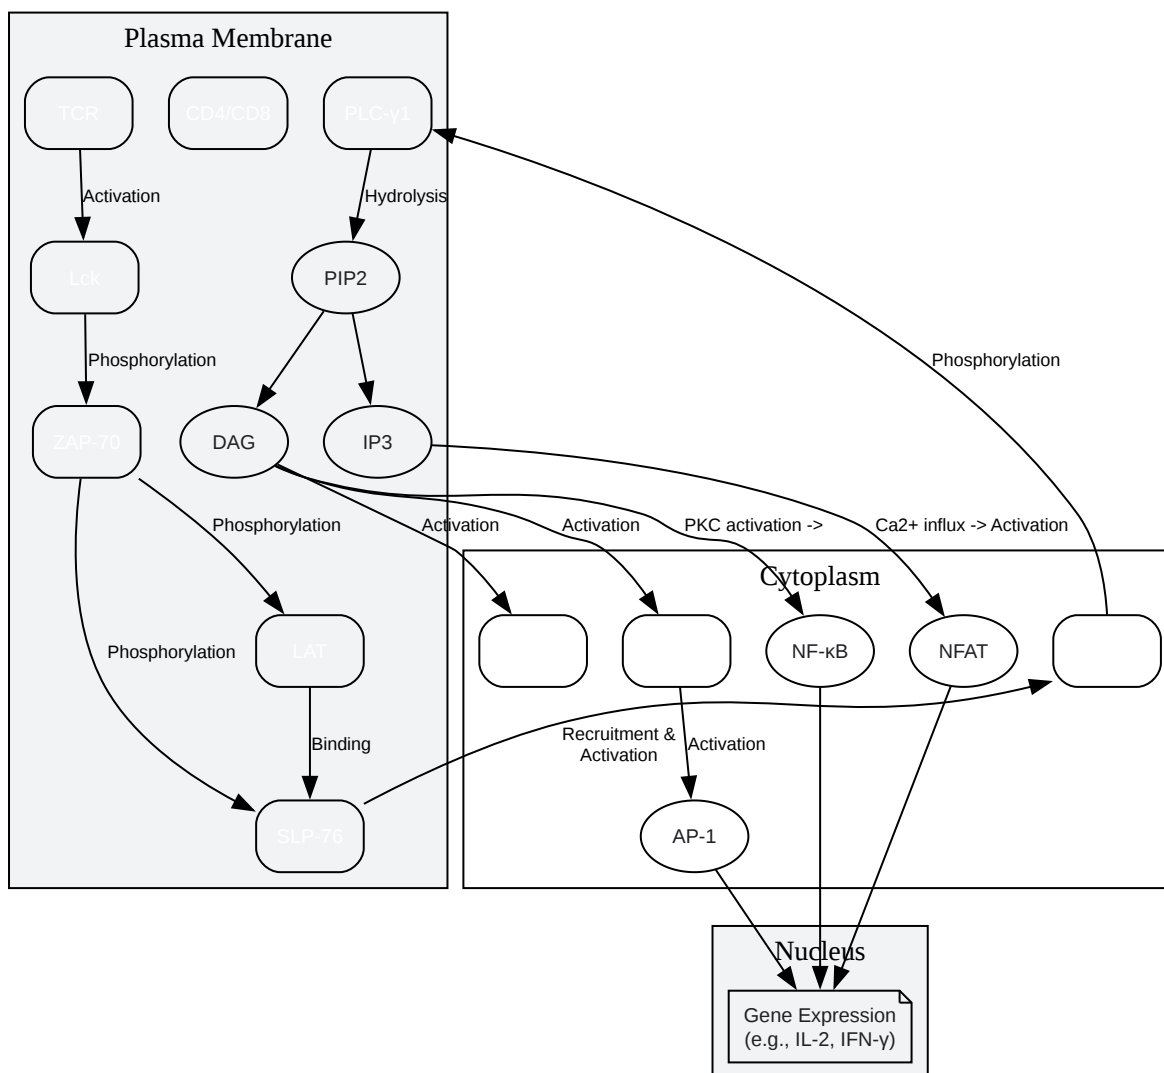 Plasma Membrane
TCR
CD4/CD8
PLC-γ1
Activation
Hydrolysis
Lck
PIP2
Phosphorylation
Phosphorylation
ZAP-70
DAG
IP3
Phosphorylation
Activation
Activation
PKC activation ->
Ca2+ influx -> Activation
Cytoplasm
Phosphorylation
LAT
NF-κB
NFAT
Binding
Recruitment &
Activation
Activation
SLP-76
AP-1
Nucleus
Gene Expression
(e.g., IL-2, IFN-γ)